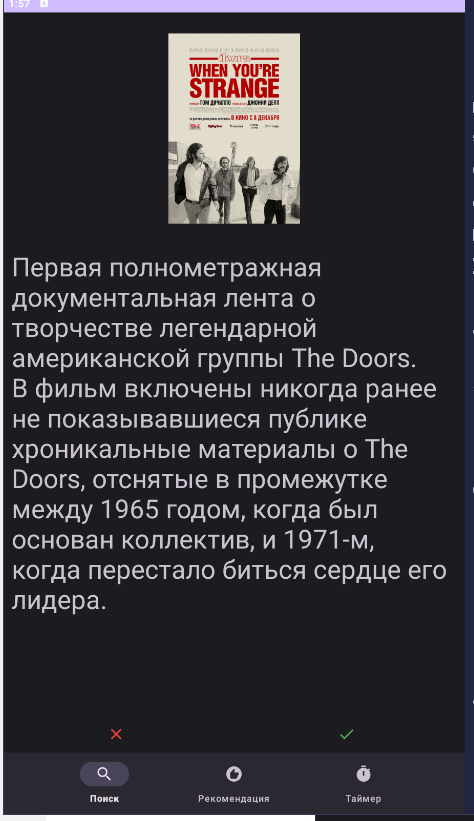 1:57
the doors
WHEN YOU'RE
STRANGE
ТОМ ДИЧИЛЛО ДЖОННИ ДЕПП
В КИНО С 8 ДЕКАБРЯ
Первая полнометражная
документальная лента о
творчестве легендарной
американской группы The Doors.
В фильм включены никогда ранее
не показывавшиеся публике
хроникальные материалы о The
Doors, отснятые в промежутке
между 1965 годом, когда был
основан коллектив, и 1971-м,
когда перестало биться сердце его
лидера.
Поиск Рекомендация Таймер